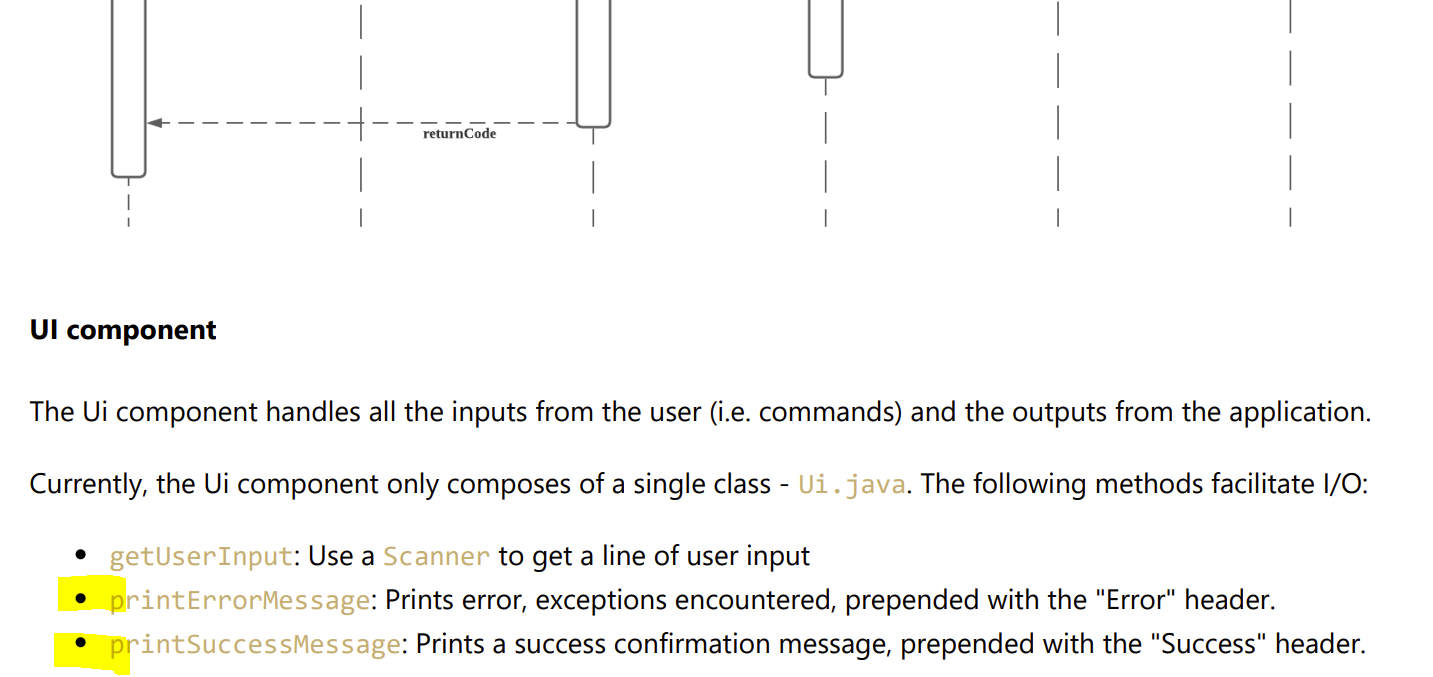 returnCode
UI component
The Ui component handles all the inputs from the user (i.e. commands) and the outputs from the application.
Currently, the Ui component only composes of a single class - Ui.java. The following methods facilitate I/O:
• getUserInput: Use a Scanner to get a line of user input
• printErrorMessage: Prints error, exceptions encountered, prepended with the "Error" header.
• printSuccessMessage: Prints a success confirmation message, prepended with the "Success" header.